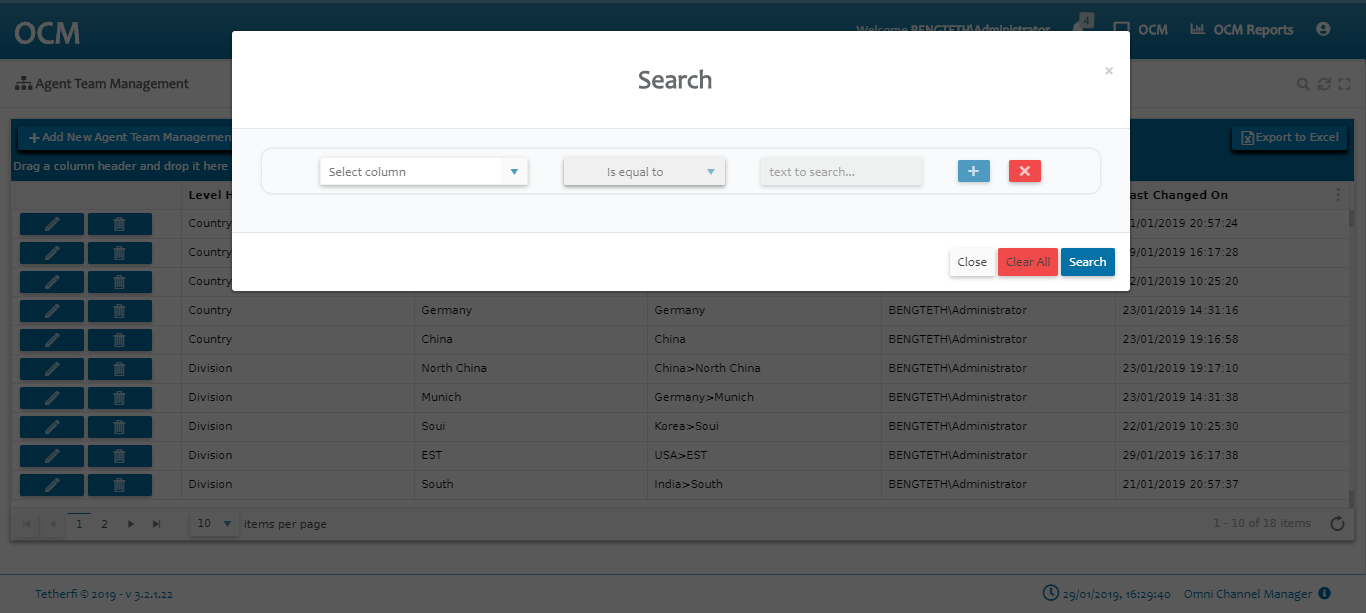 OCM
Welcome BENGTETH\Administrator
4
OCM
OCM Reports
Agent Team Management
Search
×
Add New Agent Team Managemen
Export to Excel
Drag a column header and drop it here
Select column
Is equal to
text to search...
Level H
ast Changed On
Country 1/01/2019 20:57:24
Country 9/01/2019 16:17:28
Country 2/01/2019 10:25:20
Close
Clear All
Search
Country Germany Germany BENGTETH\Administrator 23/01/2019 14:31:16
Country China China BENGTETH\Administrator 23/01/2019 19:16:58
Division North China China>North China BENGTETH\Administrator 23/01/2019 19:17:10
Division Munich Germany>Munich BENGTETH\Administrator 23/01/2019 14:31:38
Division Soui Korea>Soui BENGTETH\Administrator 22/01/2019 10:25:30
Division EST USA>EST BENGTETH\Administrator 29/01/2019 16:17:38
Division South India>South BENGTETH\Administrator 21/01/2019 20:57:37
1 2 10 items per page 1 - 10 of 18 items
Tetherfi © 2019 - v 3.2.1.22
29/01/2019, 16:29:40 Omni Channel Manager